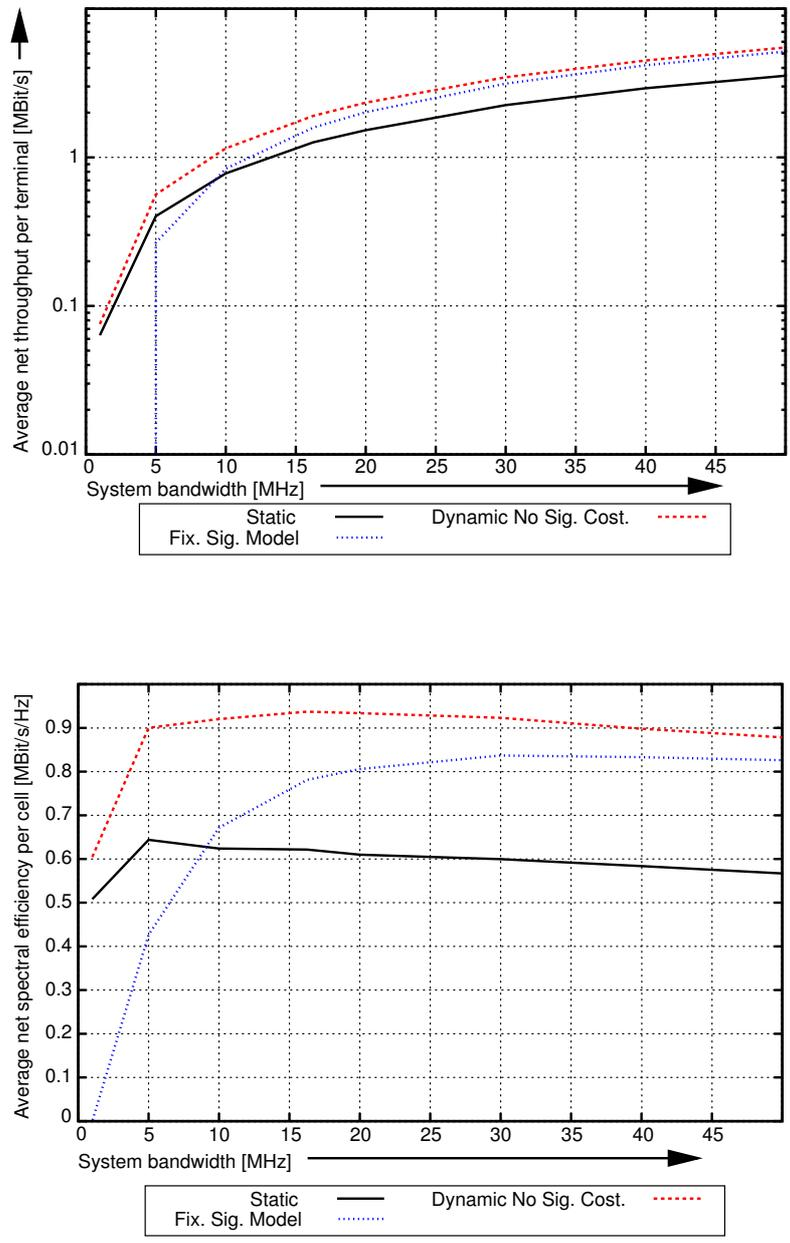 Average net throughput per terminal [MBit/s]
1
0.1
0.01
0 5 10 15 20 25 30 35 40 45
System bandwidth [MHz]
Static Dynamic No Sig. Cost.
Fix. Sig. Model
Average net spectral efficiency per cell [MBit/s/Hz]
0.9
0.8
0.7
0.6
0.5
0.4
0.3
0.2
0.1
0
0 5 10 15 20 25 30 35 40 45
System bandwidth [MHz]
Static Dynamic No Sig. Cost.
Fix. Sig. Model